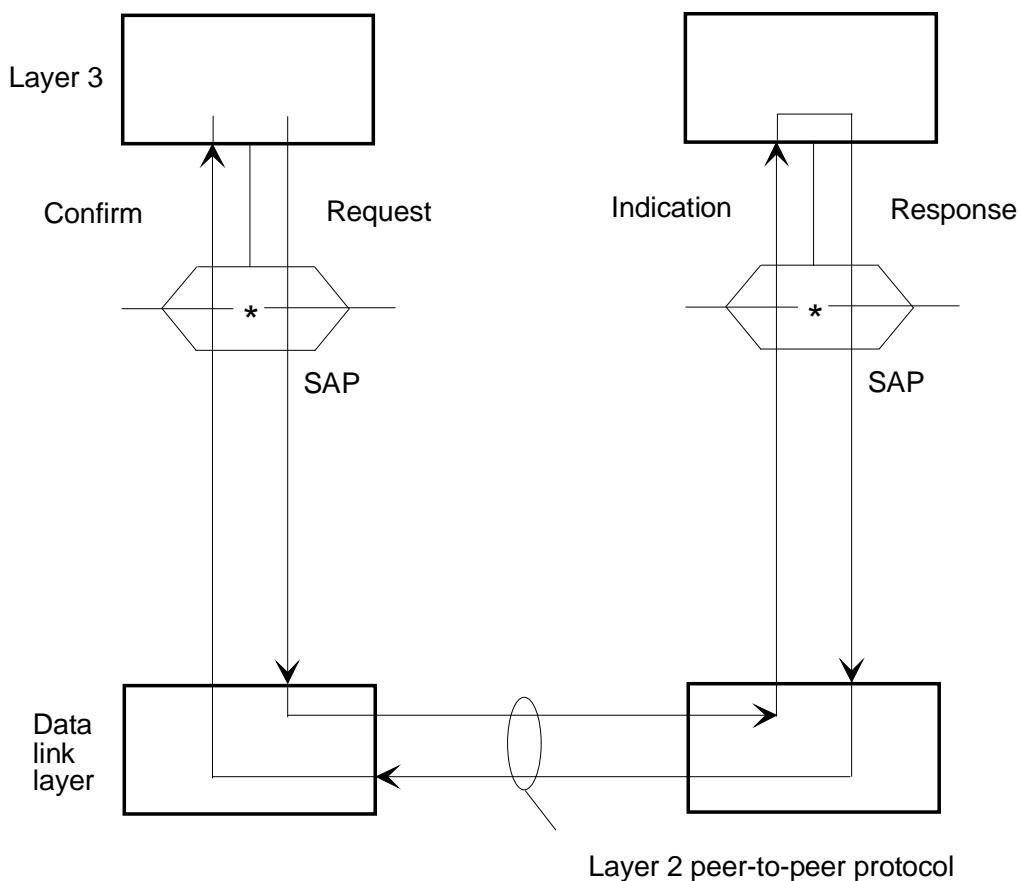 Layer 3
Confirm
Request
Indication
Response
*
*
SAP
SAP
Data
link
layer
Layer 2 peer-to-peer protocol